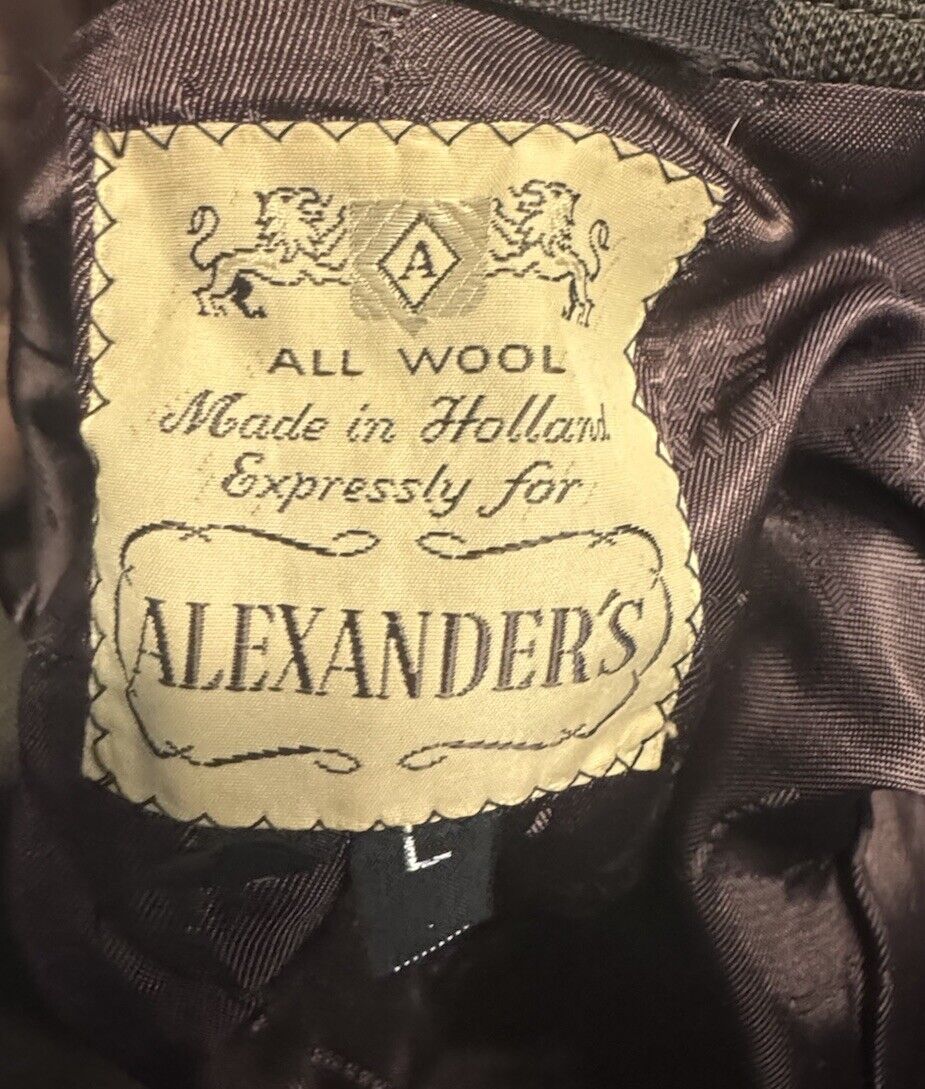 A
ALL WOOL
Made in Holland
Expressly for
ALEXANDER'S
L